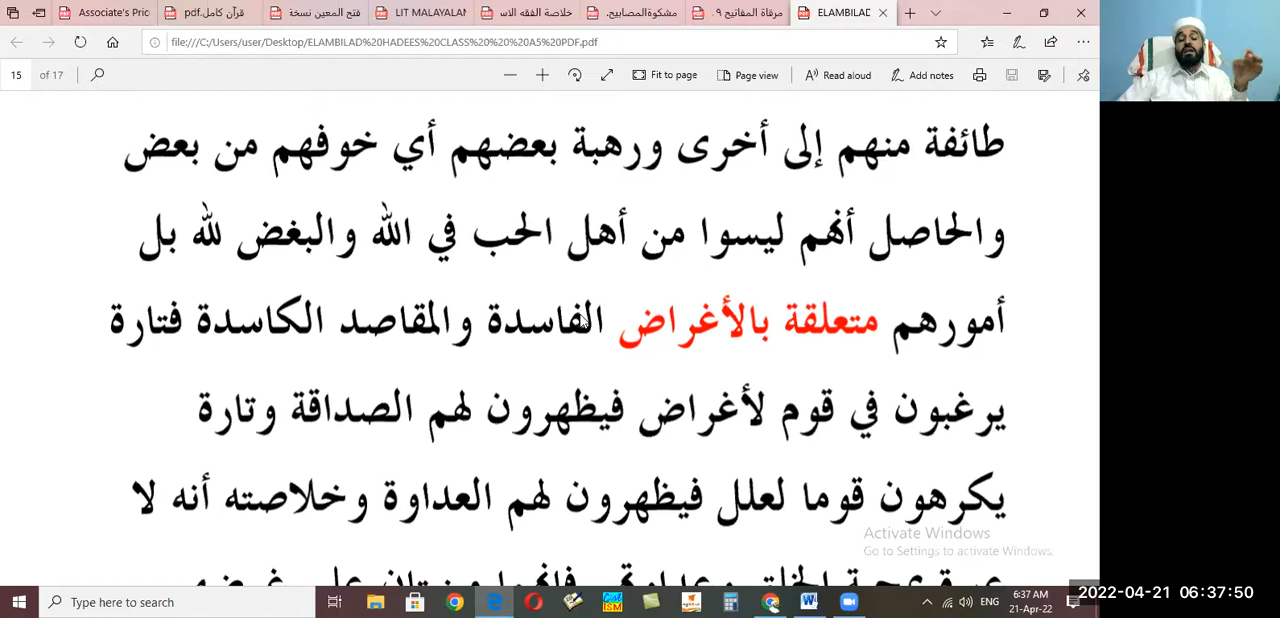 Associate's Pric
قرآن كامل.pdf
فتح المعين نسخة
LIT MALAYALAM
خلاصة الفقه الاس
مشكوةالمصابيح.
مرقاة المفاتيح ٩.
ELAMBILAD
file:///C:/Users/user/Desktop/ELAMBILAD%20HADEES%20CLASS%20%20%20A5%20PDF.pdf
15 of 17
Fit to page
Page view
Read aloud
Add notes
طائفة منهم إلى أخرى ورهبة بعضهم أي خوفهم من بعض
والحاصل أنهم ليسوا من أهل الحب في الله والبغض لله بل
أمورهم متعلقة بالأغراض الفاسدة والمقاصد الكاسدة فتارة
يرغبون في قوم لأغراض فيظهرون لهم الصداقة وتارة
يكرهون قوما لعلل فيظهرون لهم العداوة وخلاصته أنه لا
Activate Windows
Go to Settings to activate Windows.
Type here to search
ENG
6:37 AM
21-Apr-22
2022-04-21 06:37:50